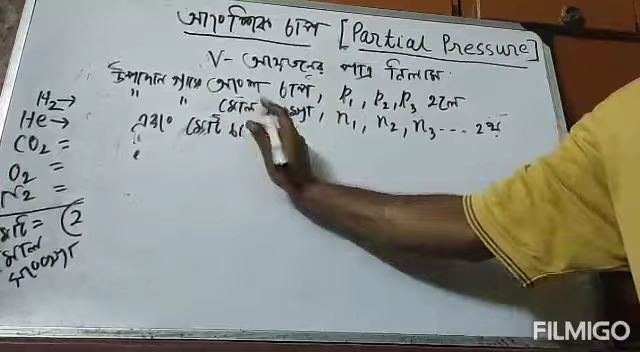 আংশিক চাপ [Partial Pressure]
V- আয়তনের পাত্রে নিলাম.
উপাদান গ্যাসের আংশ চাপ, P₁, P₂, P₃ হলে
" " মোল সংখ্যা, n₁, n₂, n₃ --- হয়
এবং মোট
"
H₂→
He→
CO₂ =
O₂ =
N₂ =
মোট = (2
মোল
সংখ্যা
FILMIGO